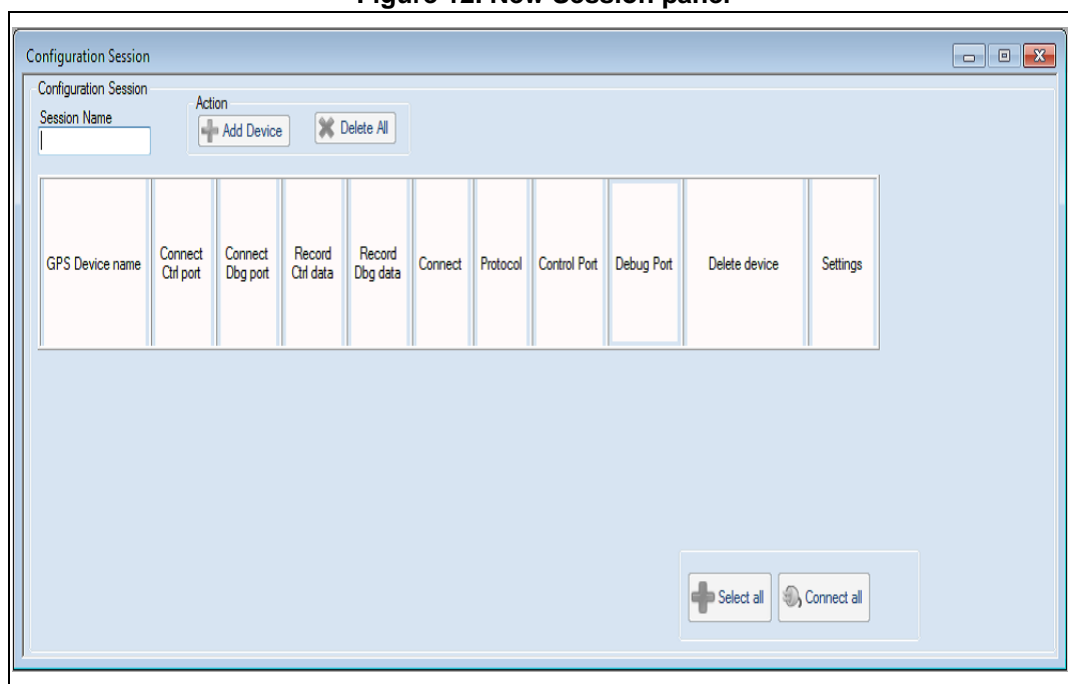 Figure 12. New Session panel
Configuration Session
Configuration Session
Session Name
Action
Add Device
Delete All
GPS Device name
Connect
Ctrl port
Connect
Dbg port
Record
Ctrl data
Record
Dbg data
Connect
Protocol
Control Port
Debug Port
Delete device
Settings
Select all
Connect all